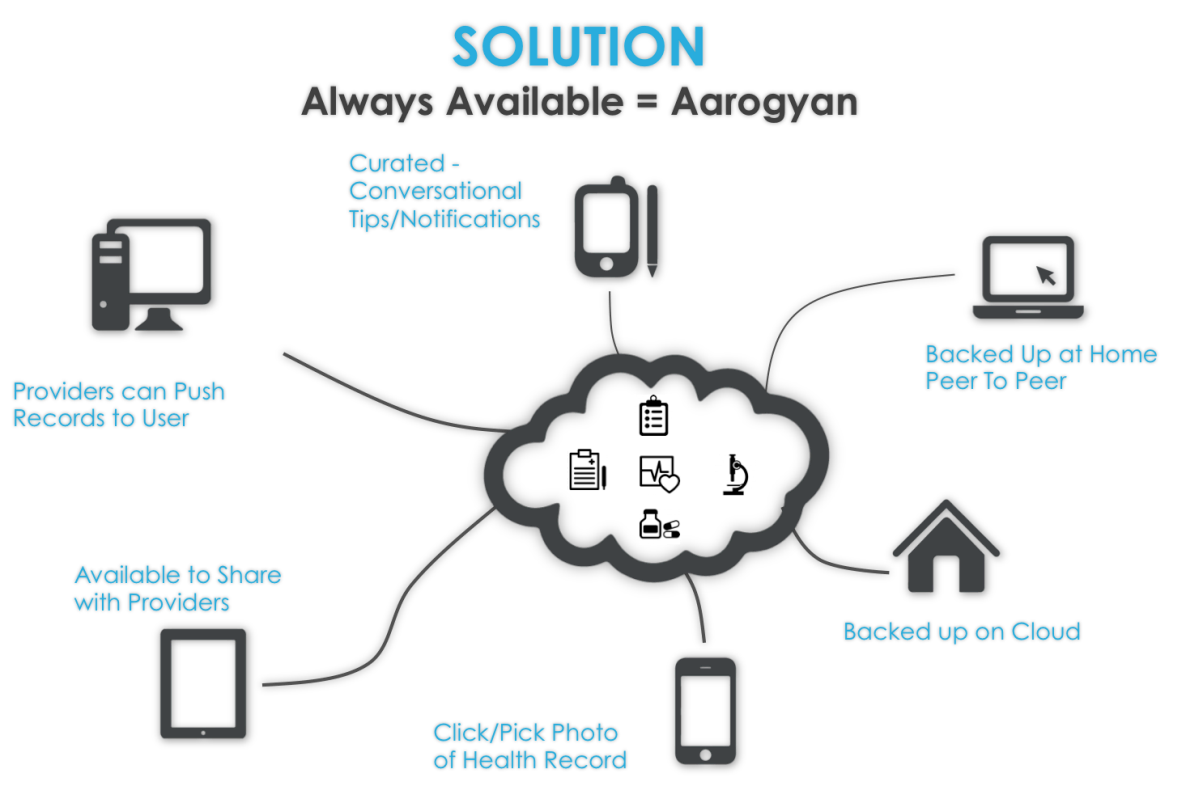 SOLUTION
Always Available = Aarogyan
Curated -
Conversational
Tips/Notifications
Backed Up at Home
Peer To Peer
Providers can Push
Records to User
Available to Share
with Providers
Backed up on Cloud
Click/Pick Photo
of Health Record